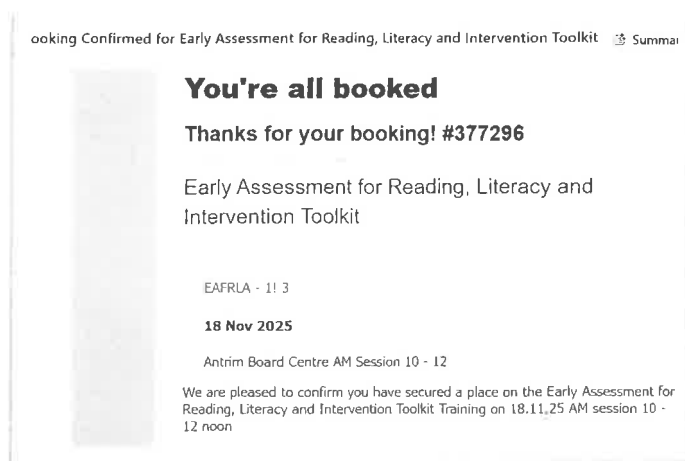 ooking Confirmed for Early Assessment for Reading, Literacy and Intervention Toolkit Summar
You're all booked
Thanks for your booking! #377296
Early Assessment for Reading, Literacy and
Intervention Toolkit
EAFRLA - 1! 3
18 Nov 2025
Antrim Board Centre AM Session 10 - 12
We are pleased to confirm you have secured a place on the Early Assessment for
Reading, Literacy and Intervention Toolkit Training on 18.11.25 AM session 10 -
12 noon